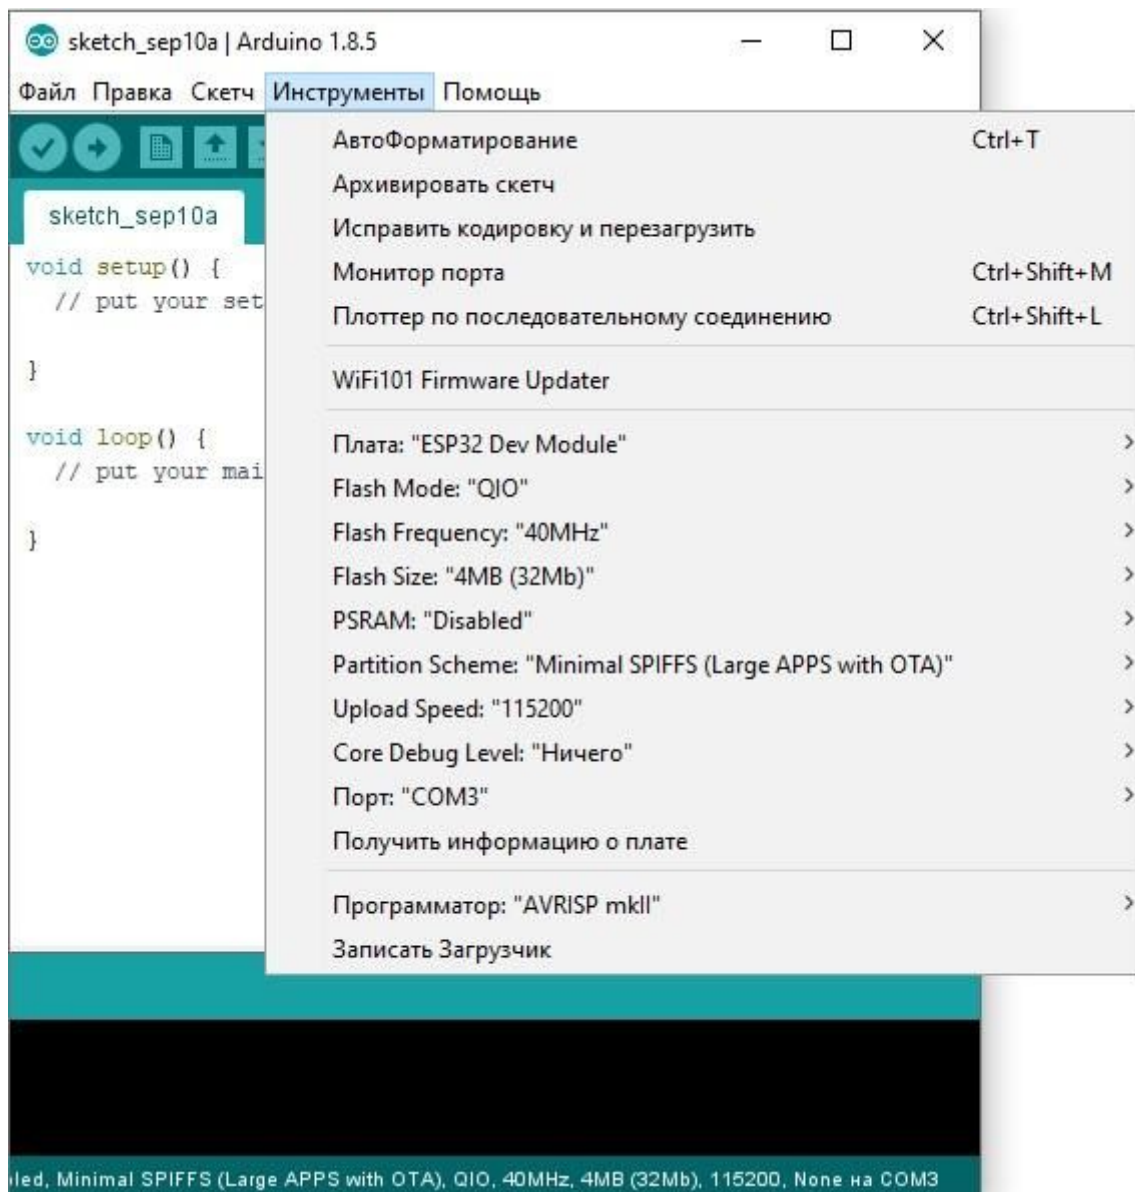 sketch_sep10a | Arduino 1.8.5
Файл Правка Скетч Инструменты Помощь
АвтоФорматирование Ctrl+T
Архивировать скетч
Исправить кодировку и перезагрузить
Монитор порта Ctrl+Shift+M
Плоттер по последовательному соединению Ctrl+Shift+L
WiFi101 Firmware Updater
Плата: "ESP32 Dev Module"
Flash Mode: "QIO"
Flash Frequency: "40MHz"
Flash Size: "4MB (32Mb)"
PSRAM: "Disabled"
Partition Scheme: "Minimal SPIFFS (Large APPS with OTA)"
Upload Speed: "115200"
Core Debug Level: "Ничего"
Порт: "COM3"
Получить информацию о плате
Программатор: "AVRISP mkII"
Записать Загрузчик
sketch_sep10a
void setup() {
// put your set
}
void loop() {
// put your mai
}
led, Minimal SPIFFS (Large APPS with OTA), QIO, 40MHz, 4MB (32Mb), 115200, None на COM3